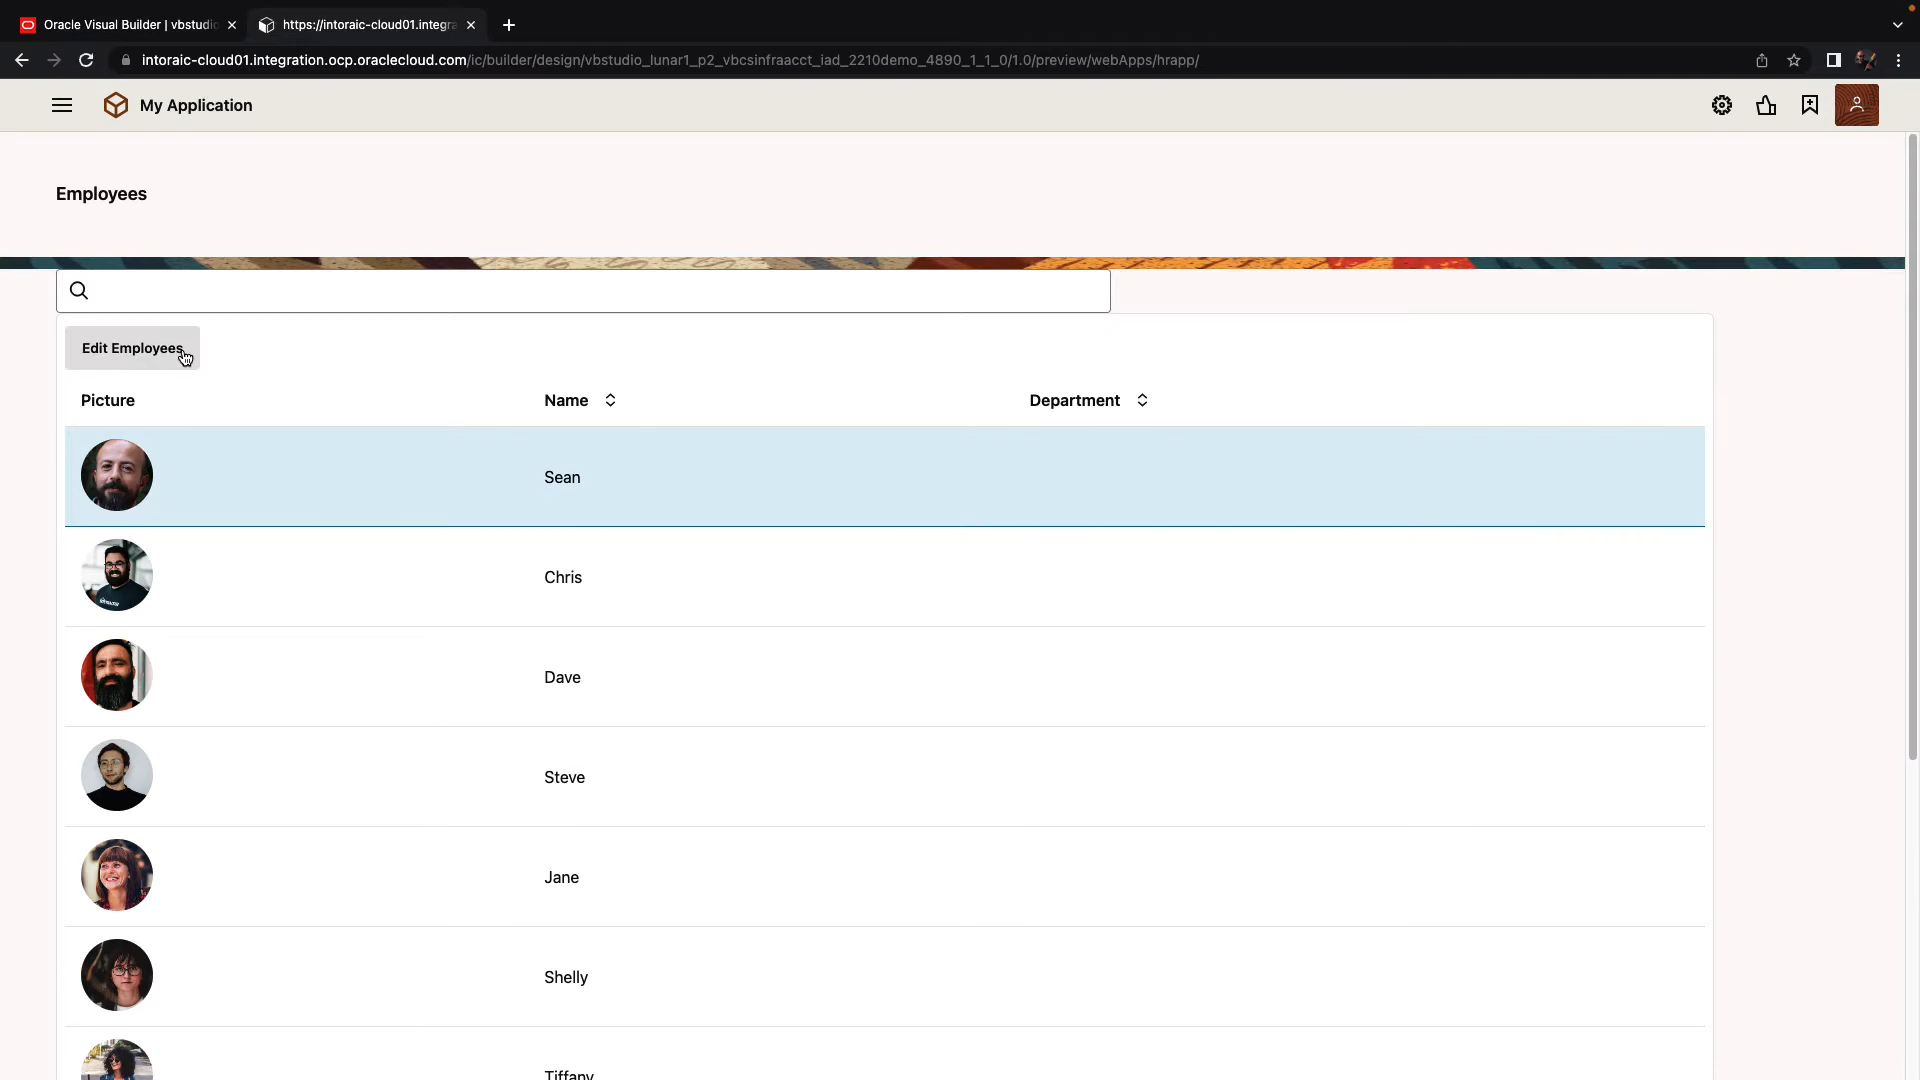 Oracle Visual Builder | vbstudio
https://intoraic-cloud01.integra
intoraic-cloud01.integration.ocp.oraclecloud.com/ic/builder/design/vbstudio_lunar1_p2_vbcsinfraacct_iad_2210demo_4890_1_1_0/1.0/preview/webApps/hrapp/
My Application
Employees
Edit Employees
Picture Name Department
Sean
Chris
Dave
Steve
Jane
Shelly
Tiffany